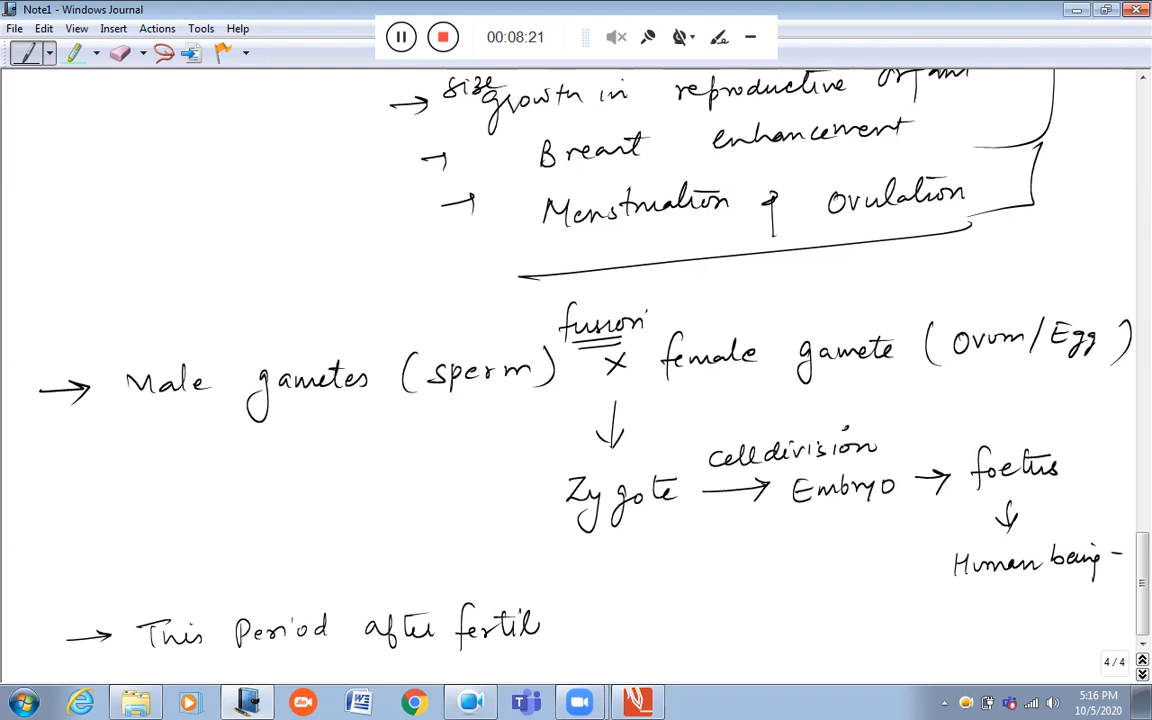 Note1 - Windows Journal
File Edit View Insert Actions Tools Help
00:08:21
→ size growth in reproductive organs
→ Breast enhancement
→ Menstruation & Ovulation
fusion
→ Male gametes (sperm) × female gamete (Ovum/Egg)
↓
cell division
Zygote → Embryo → foetus
↓
Human being -
→ This Period after fertil
4 / 4
5:16 PM
10/5/2020